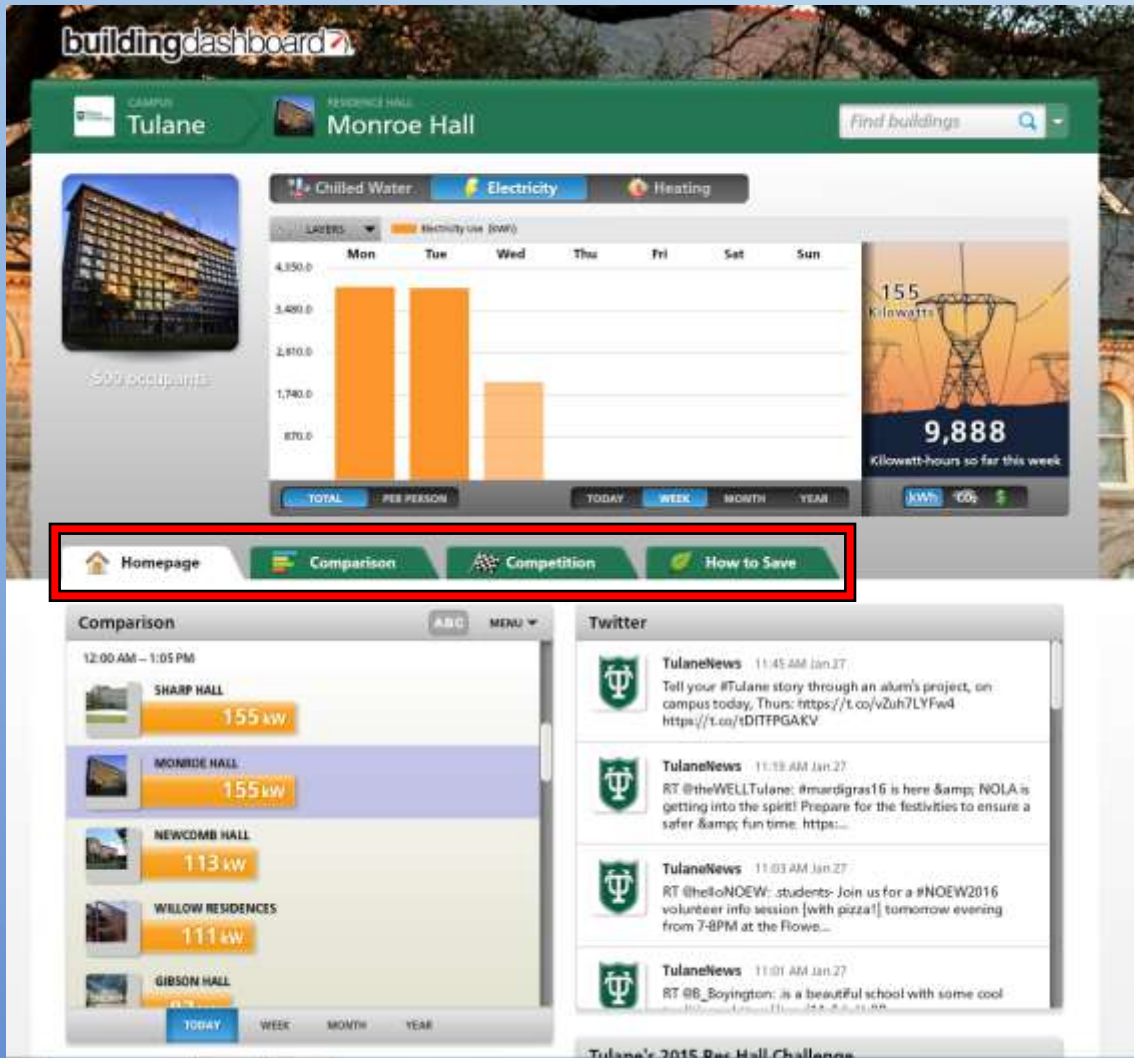 buildingdashboard
CAMPUS
Tulane
RESIDENCE HALL
Monroe Hall
Find buildings
Chilled Water
Electricity
Heating
LAYERS
Electricity Use (kWh)
Mon Tue Wed Thu Fri Sat Sun
4,350.0
3,480.0
2,610.0
1,740.0
870.0
500 occupants
155
Kilowatts
9,888
Kilowatt-hours so far this week
TOTAL PER PERSON
TODAY WEEK MONTH YEAR
kWh CO₂ $
Homepage
Comparison
Competition
How to Save
Comparison
ABC MENU
12:00 AM – 1:05 PM
SHARP HALL
155 kW
MONROE HALL
155 kW
NEWCOMB HALL
113 kW
WILLOW RESIDENCES
111 kW
GIBSON HALL
TODAY WEEK MONTH YEAR
Twitter
TulaneNews 11:45 AM Jan 27
Tell your #Tulane story through an alum's project, on
campus today, Thurs: https://t.co/vZuh7LYFw4
https://t.co/tDITFPGAKV
TulaneNews 11:19 AM Jan 27
RT @theWELLTulane: #mardigras16 is here &amp; NOLA is
getting into the spirit! Prepare for the festivities to ensure a
safer &amp; fun time. https:...
TulaneNews 11:03 AM Jan 27
RT @helloNOEW: .students- Join us for a #NOEW2016
volunteer info session [with pizza!] tomorrow evening
from 7-8PM at the Flowe...
TulaneNews 11:01 AM Jan 27
RT @B_Boyington: .is a beautiful school with some cool
Tulane's 2015 Res Hall Challenge